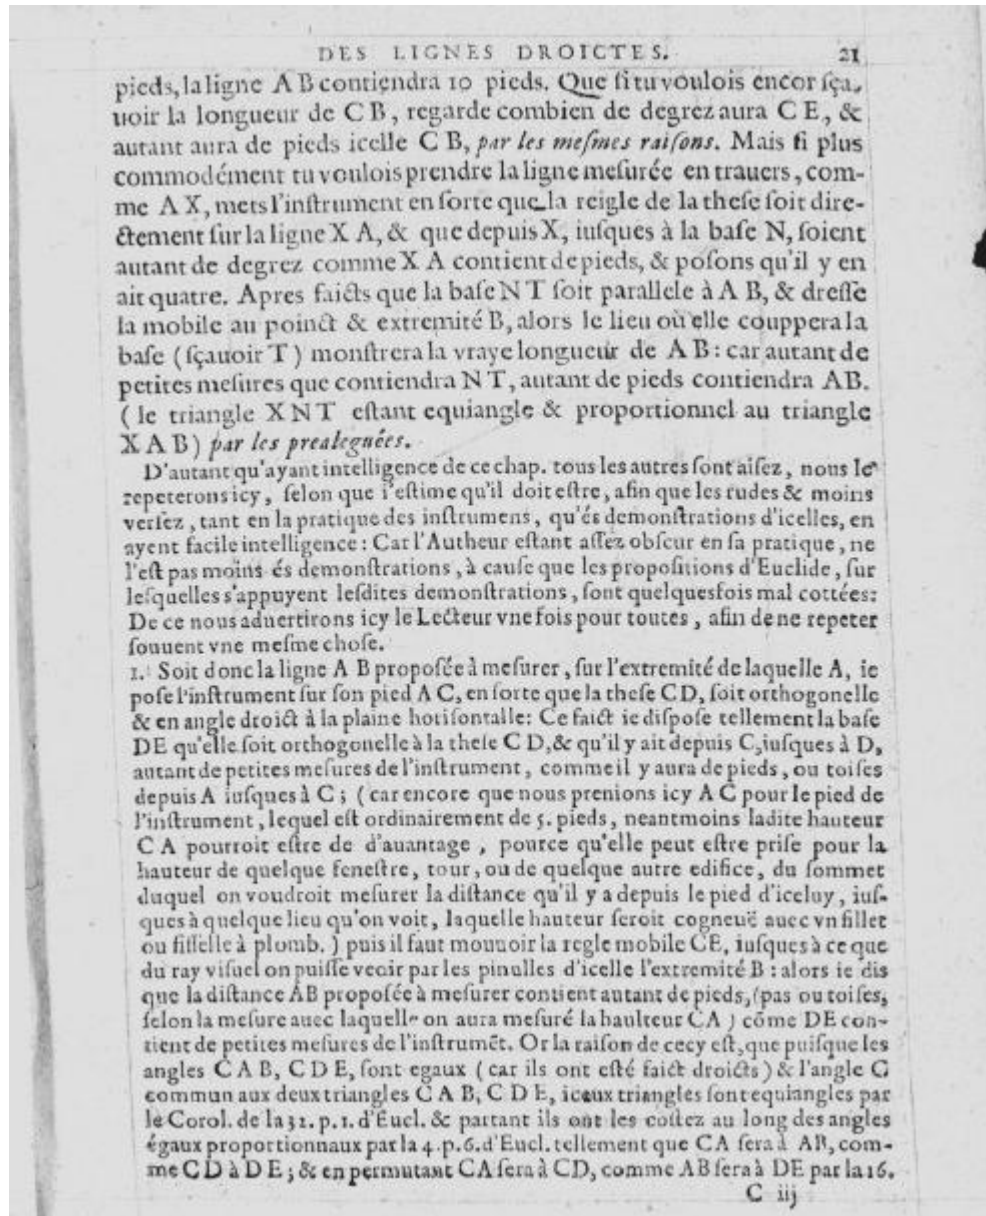 DES LIGNES DROICTES. 21
pieds, la ligne A B contiendra 10 pieds. Que ſi tu voulois encor ſça-
uoir la longueur de C B, regarde combien de degrez aura C E, &
autant aura de pieds icelle C B, par les meſmes raiſons. Mais ſi plus
commodément tu voulois prendre la ligne meſurée en trauers, com-
me A X, mets l'inſtrument en ſorte que la reigle de la theſe ſoit dire-
ctement ſur la ligne X A, & que depuis X, iuſques à la baſe N, ſoient
autant de degrez comme X A contient de pieds, & poſons qu'il y en
ait quatre. Apres faicts que la baſe N T ſoit parallele à A B, & dreſſe
la mobile au poinct & extremité B, alors le lieu où elle couppera la
baſe (ſçauoir T) monſtrera la vraye longueur de A B: car autant de
petites meſures que contiendra N T, autant de pieds contiendra AB.
(le triangle XNT eſtant equiangle & proportionnel au triangle
X A B) par les prealeguées.
D'autant qu'ayant intelligence de ce chap. tous les autres ſont aiſez, nous le
repeterons icy, ſelon que i'eſtime qu'il doit eſtre, afin que les rudes & moins
verſez, tant en la pratique des inſtrumens, qu'és demonſtrations d'icelles, en
ayent facile intelligence: Car l'Autheur eſtant aſſez obſcur en ſa pratique, ne
l'eſt pas moins és demonſtrations, à cauſe que les propoſitions d'Euclide, ſur
leſquelles s'appuyent leſdites demonſtrations, ſont quelquesfois mal cottées:
De ce nous aduertirons icy le Lecteur vne fois pour toutes, afin de ne repeter
ſouuent vne meſme choſe.
1. Soit donc la ligne A B propoſée à meſurer, ſur l'extremité de laquelle A, ie
poſe l'inſtrument ſur ſon pied A C, en ſorte que la theſe CD, ſoit orthogonelle
& en angle droict à la plaine horiſontalle: Ce faict ie diſpoſe tellement la baſe
DE qu'elle ſoit orthogonelle à la theſe C D, & qu'il y ait depuis C, iuſques à D,
autant de petites meſures de l'inſtrument, comme il y aura de pieds, ou toiſes
depuis A iuſques à C; (car encore que nous prenions icy A C pour le pied de
l'inſtrument, lequel eſt ordinairement de 5. pieds, neantmoins ladite hauteur
CA pourroit eſtre de d'auantage, pource qu'elle peut eſtre priſe pour la
hauteur de quelque feneſtre, tour, ou de quelque autre edifice, du ſommet
duquel on voudroit meſurer la diſtance qu'il y a depuis le pied d'iceluy, iuſ-
ques à quelque lieu qu'on voit, laquelle hauteur ſeroit cogneuë auec vn fillet
ou fiſſelle à plomb.) puis il faut mouuoir la regle mobile CE, iuſques à ce que
du ray viſuel on puiſſe veoir par les pinulles d'icelle l'extremité B: alors ie dis
que la diſtance AB propoſée à meſurer contient autant de pieds, (pas ou toiſes,
ſelon la meſure auec laquelle on aura meſuré la haulteur CA) cõme DE con-
tient de petites meſures de l'inſtrumẽt. Or la raiſon de cecy eſt, que puiſque les
angles C A B, C D E, ſont egaux (car ils ont eſté faict droicts) & l'angle C
commun aux deux triangles C A B, C D E, iceux triangles ſont equiangles par
le Corol. de la 32. p. 1. d'Eucl. & partant ils ont les coſtez au long des angles
égaux proportionnaux par la 4. p. 6. d'Eucl. tellement que CA ſera à AB, com-
me CD à DE; & en permutant CA ſera à CD, comme AB ſera à DE par la 16.
C iij